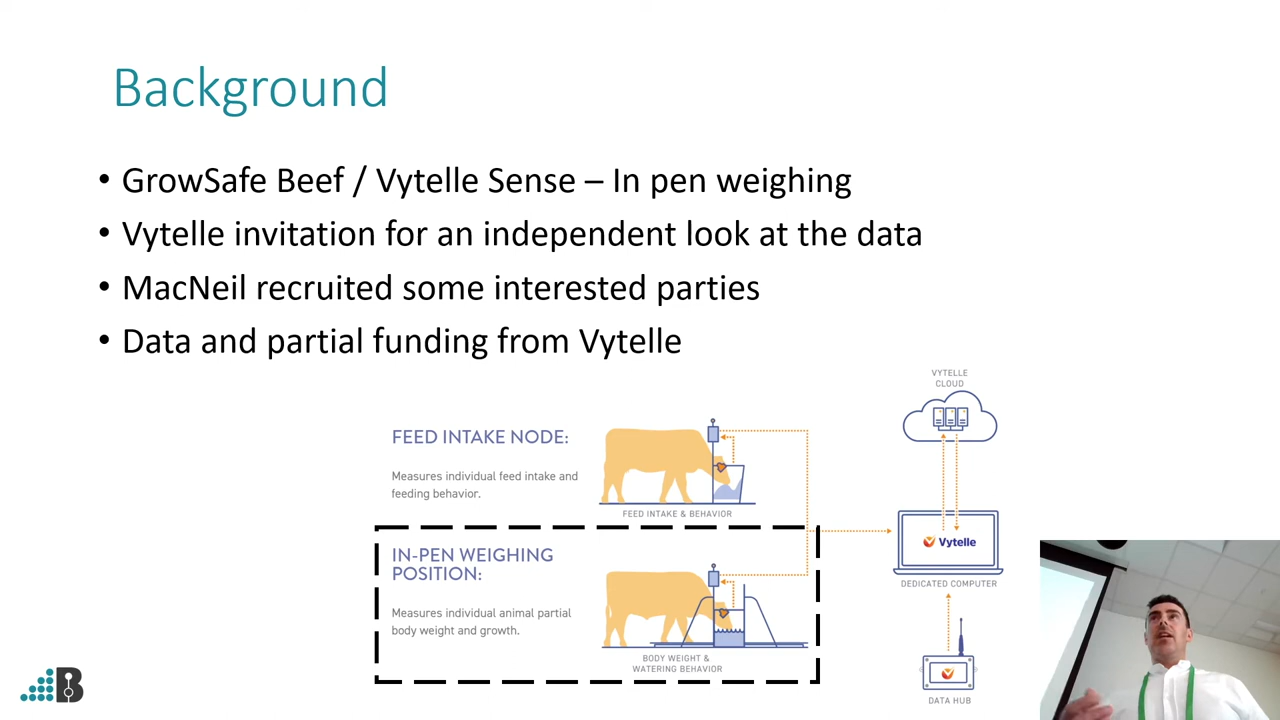 Background
• GrowSafe Beef / Vytelle Sense – In pen weighing
• Vytelle invitation for an independent look at the data
• MacNeil recruited some interested parties
• Data and partial funding from Vytelle
VYTELLE
CLOUD
FEED INTAKE NODE:
Measures individual feed intake and
feeding behavior.
FEED INTAKE & BEHAVIOR
IN-PEN WEIGHING
POSITION:
Measures individual animal partial
body weight and growth.
BODY WEIGHT &
WATERING BEHAVIOR
Vytelle
DEDICATED COMPUTER
DATA HUB
B